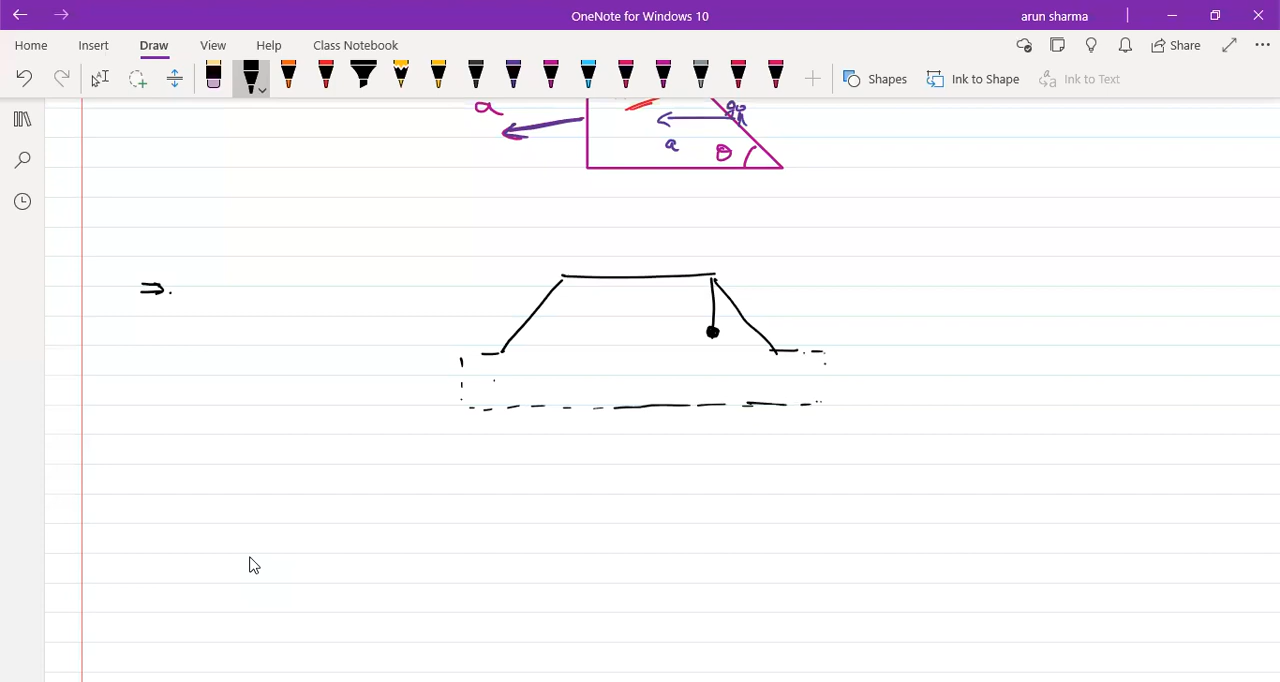 OneNote for Windows 10
arun sharma
Home Insert Draw View Help Class Notebook
Share
Shapes
Ink to Shape
Ink to Text
a
a
θ
⇒.